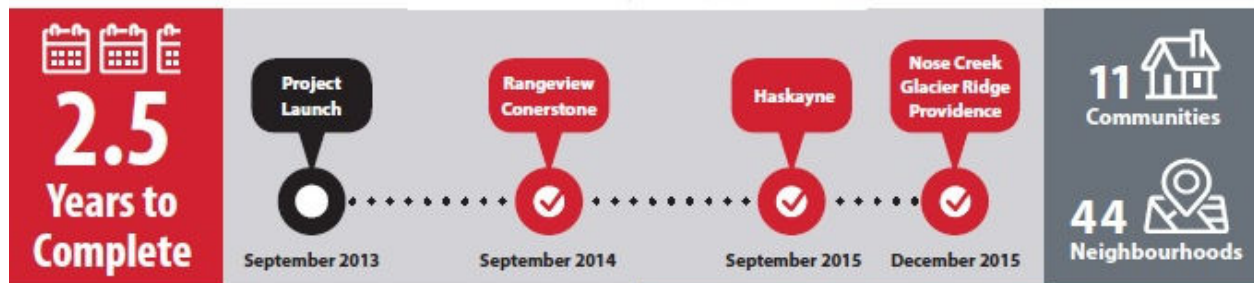 2.5
Years to
Complete
Project
Launch
September 2013
Rangeview
Conerstone
September 2014
Haskayne
September 2015
Nose Creek
Glacier Ridge
Providence
December 2015
11
Communities
44
Neighbourhoods